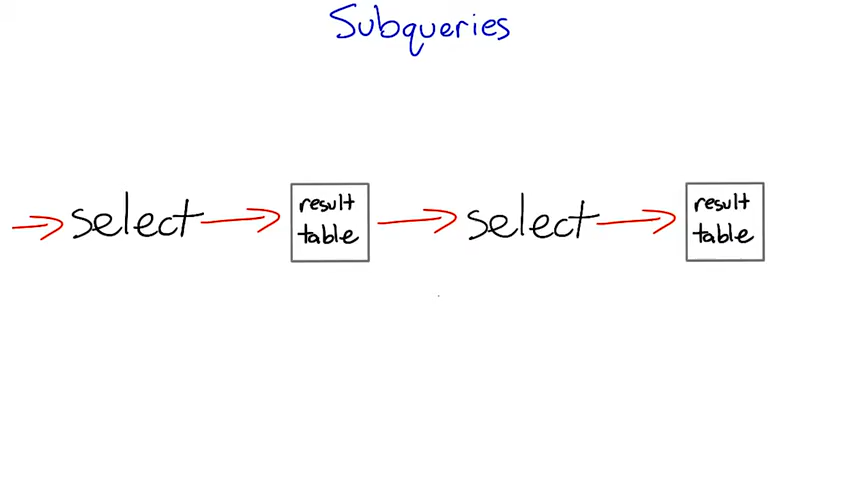 Subqueries
select
result
table
select
result
table